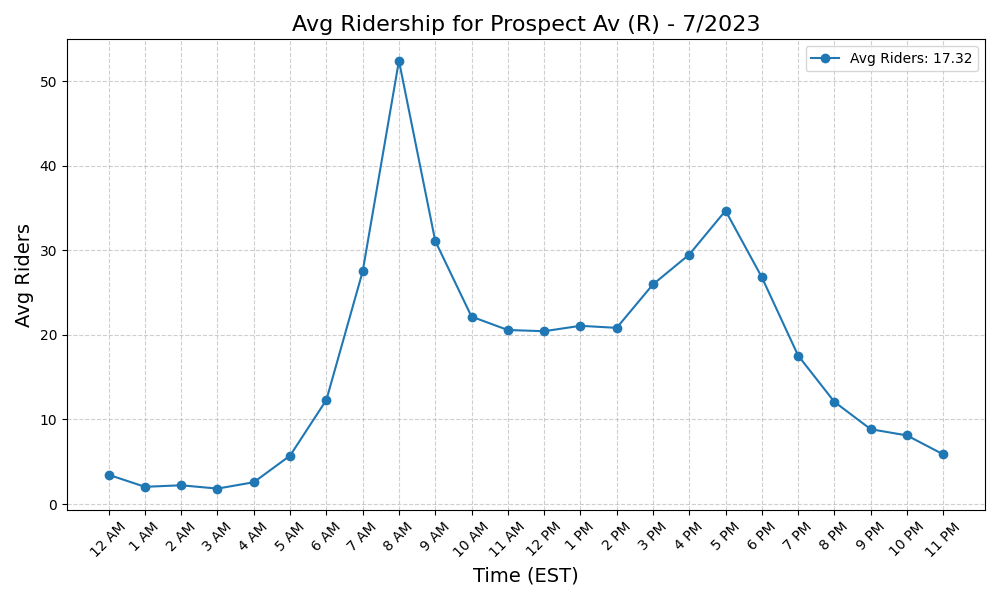 Avg Ridership for Prospect Av (R) - 7/2023
Avg Riders: 17.32
Avg Riders
50
40
30
20
10
0
12 AM
1 AM
2 AM
3 AM
4 AM
5 AM
6 AM
7 AM
8 AM
9 AM
10 AM
11 AM
12 PM
1 PM
2 PM
3 PM
4 PM
5 PM
6 PM
7 PM
8 PM
9 PM
10 PM
11 PM
Time (EST)